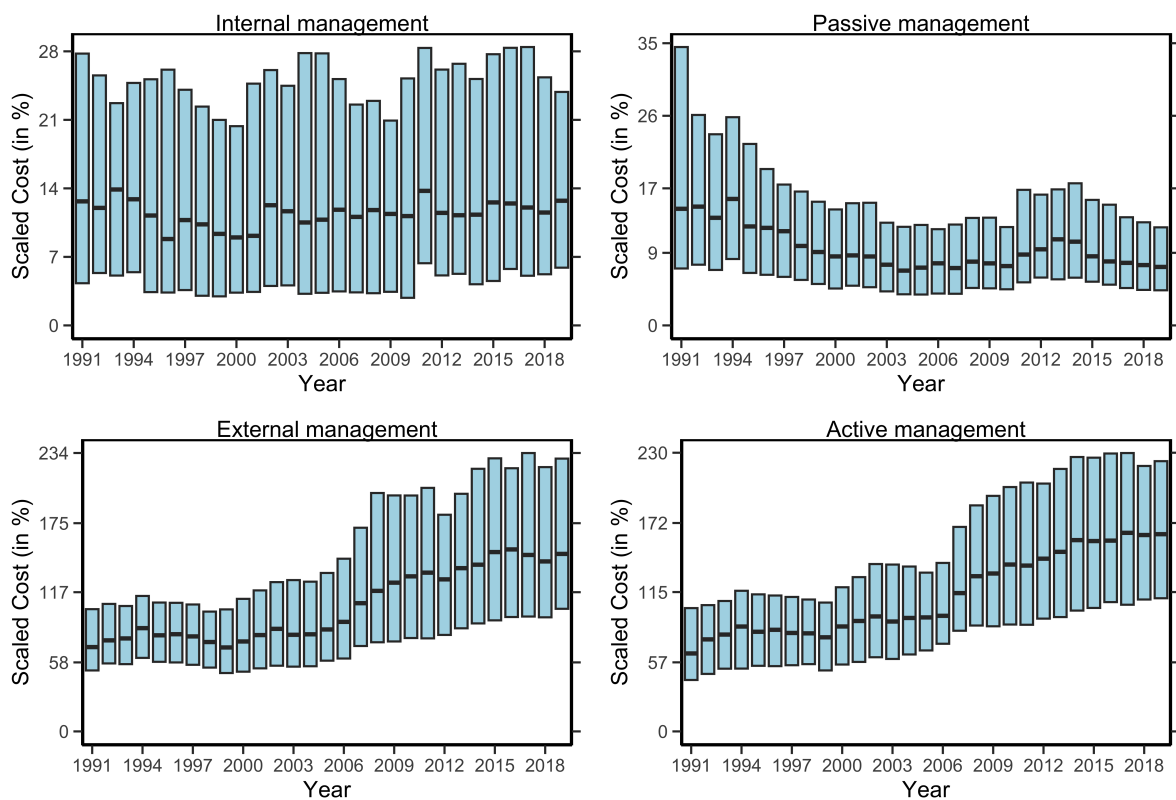 Internal management
Scaled Cost (in %)
28
21
14
7
0
1991 1994 1997 2000 2003 2006 2009 2012 2015 2018
Year
Passive management
Scaled Cost (in %)
35
26
17
9
0
1991 1994 1997 2000 2003 2006 2009 2012 2015 2018
Year
External management
Scaled Cost (in %)
234
175
117
58
0
1991 1994 1997 2000 2003 2006 2009 2012 2015 2018
Year
Active management
Scaled Cost (in %)
230
172
115
57
0
1991 1994 1997 2000 2003 2006 2009 2012 2015 2018
Year